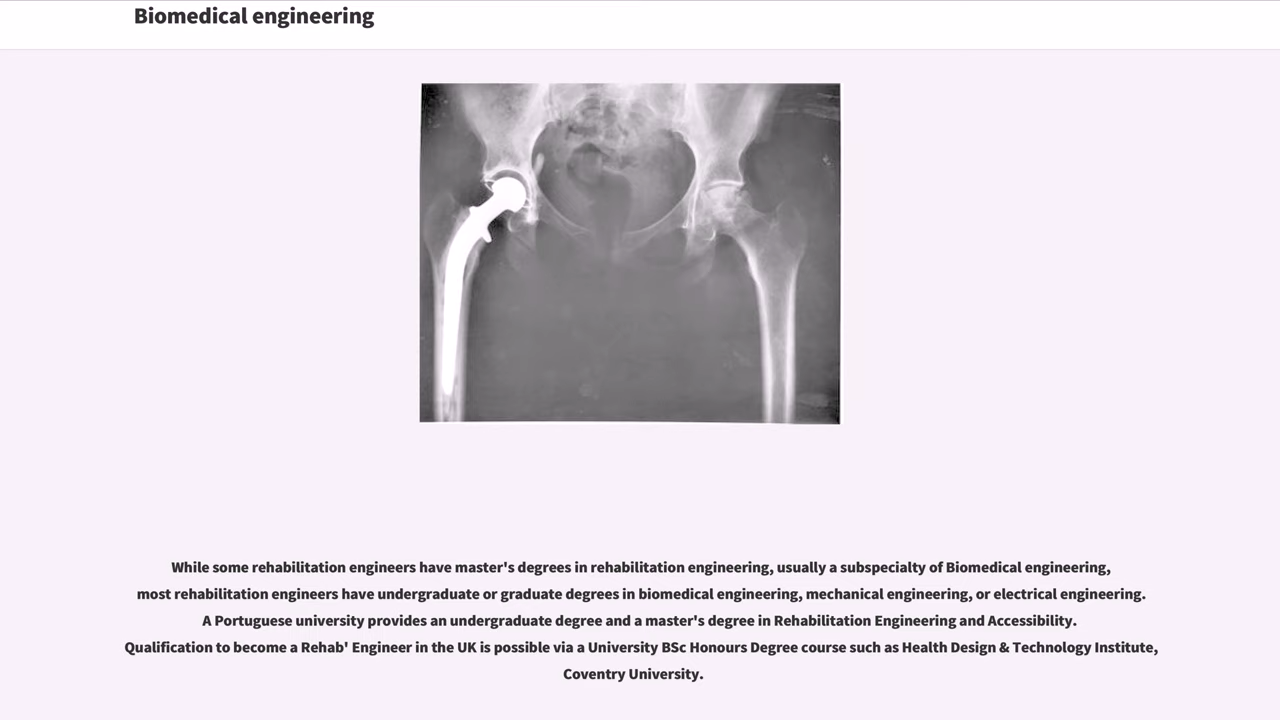 Biomedical engineering
While some rehabilitation engineers have master's degrees in rehabilitation engineering, usually a subspecialty of Biomedical engineering,
most rehabilitation engineers have undergraduate or graduate degrees in biomedical engineering, mechanical engineering, or electrical engineering.
A Portuguese university provides an undergraduate degree and a master's degree in Rehabilitation Engineering and Accessibility.
Qualification to become a Rehab' Engineer in the UK is possible via a University BSc Honours Degree course such as Health Design & Technology Institute,
Coventry University.